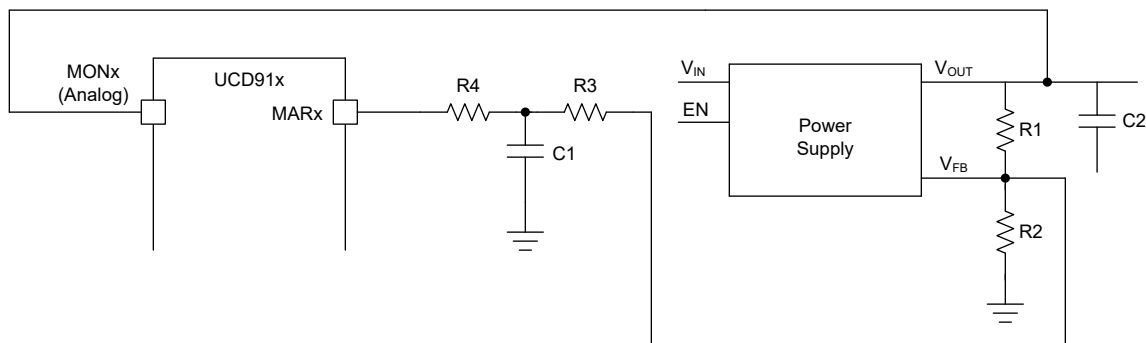 MONx
(Analog)
UCD91x
MARx
R4
R3
C1
VIN
EN
Power
Supply
VOUT
VFB
R1
C2
R2